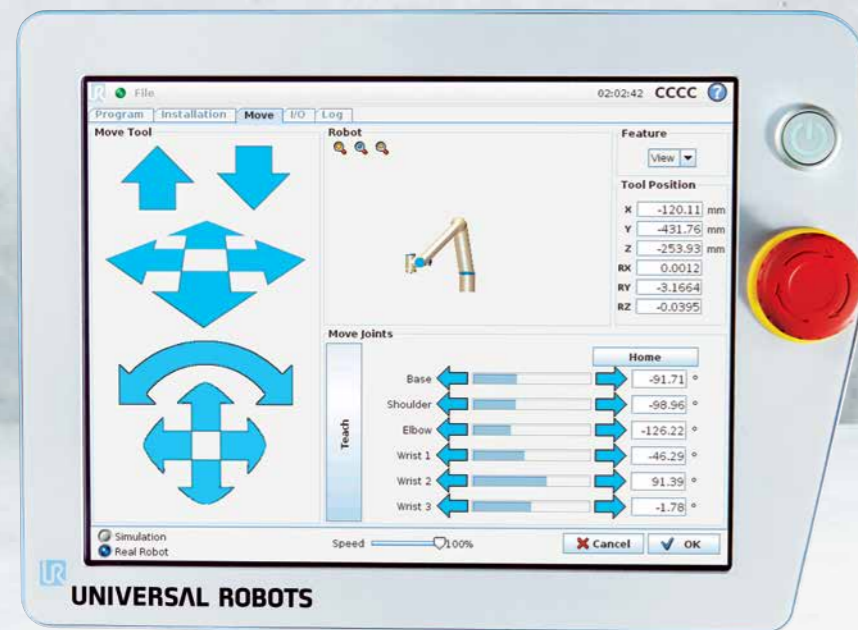 UR File 02:02:42 CCCC ?
Program Installation Move I/O Log
Move Tool
Robot
Feature
View
Tool Position
X -120.11 mm
Y -431.76 mm
Z -253.93 mm
RX 0.0012
RY -3.1664
RZ -0.0395
Move Joints
Home
Teach
Base -91.71 °
Shoulder -98.96 °
Elbow -126.22 °
Wrist 1 -46.29 °
Wrist 2 91.39 °
Wrist 3 -1.78 °
Simulation
Real Robot
Speed 100%
Cancel OK
UR
UNIVERSAL ROBOTS